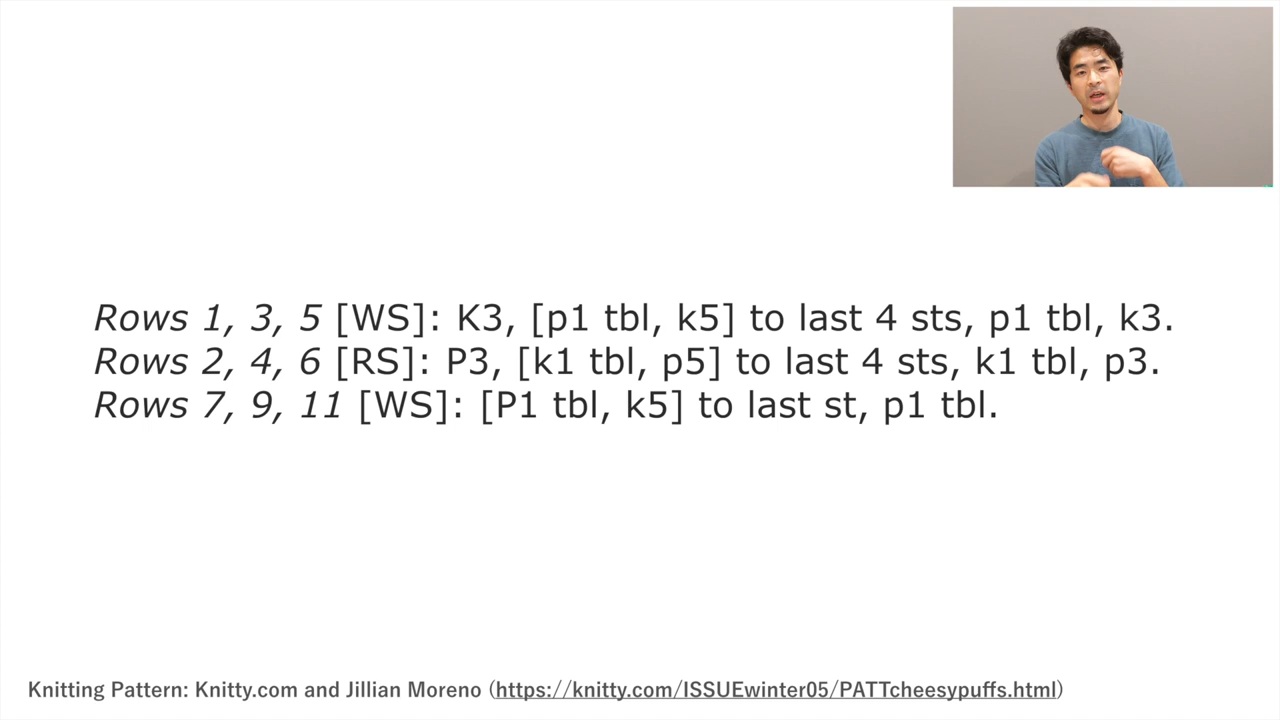 Rows 1, 3, 5 [WS]: K3, [p1 tbl, k5] to last 4 sts, p1 tbl, k3.
Rows 2, 4, 6 [RS]: P3, [k1 tbl, p5] to last 4 sts, k1 tbl, p3.
Rows 7, 9, 11 [WS]: [P1 tbl, k5] to last st, p1 tbl.
Knitting Pattern: Knitty.com and Jillian Moreno (https://knitty.com/ISSUEwinter05/PATTcheesypuffs.html)